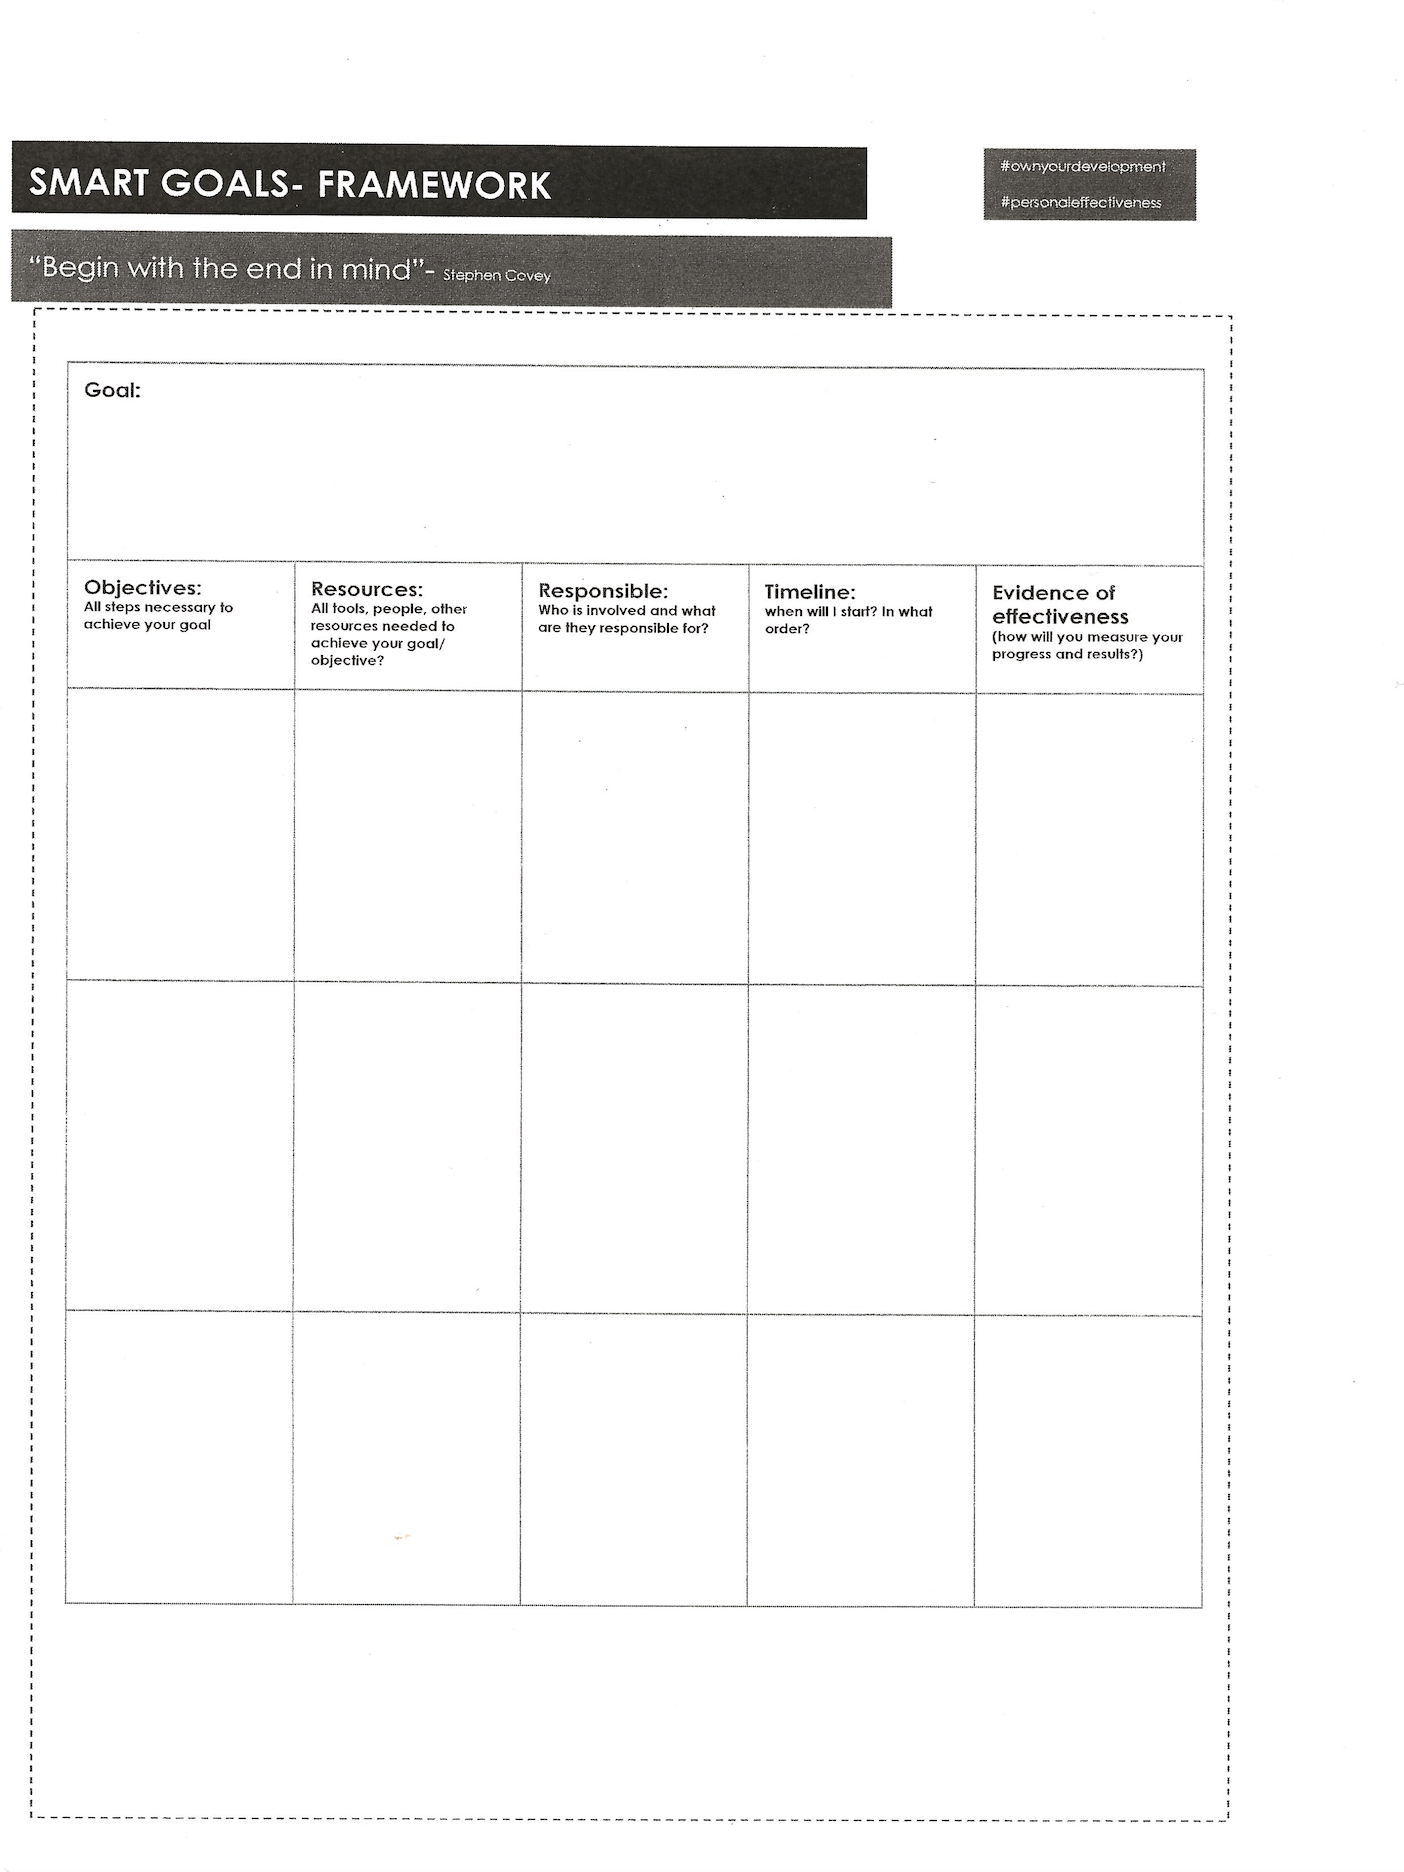 SMART GOALS- FRAMEWORK
#ownyourdevelopment
#personaleffectiveness
“Begin with the end in mind”- Stephen Covey
Goal:
Objectives:
All steps necessary to
achieve your goal
Resources:
All tools, people, other
resources needed to
achieve your goal/
objective?
Responsible:
Who is involved and what
are they responsible for?
Timeline:
when will I start? In what
order?
Evidence of
effectiveness
(how will you measure your
progress and results?)